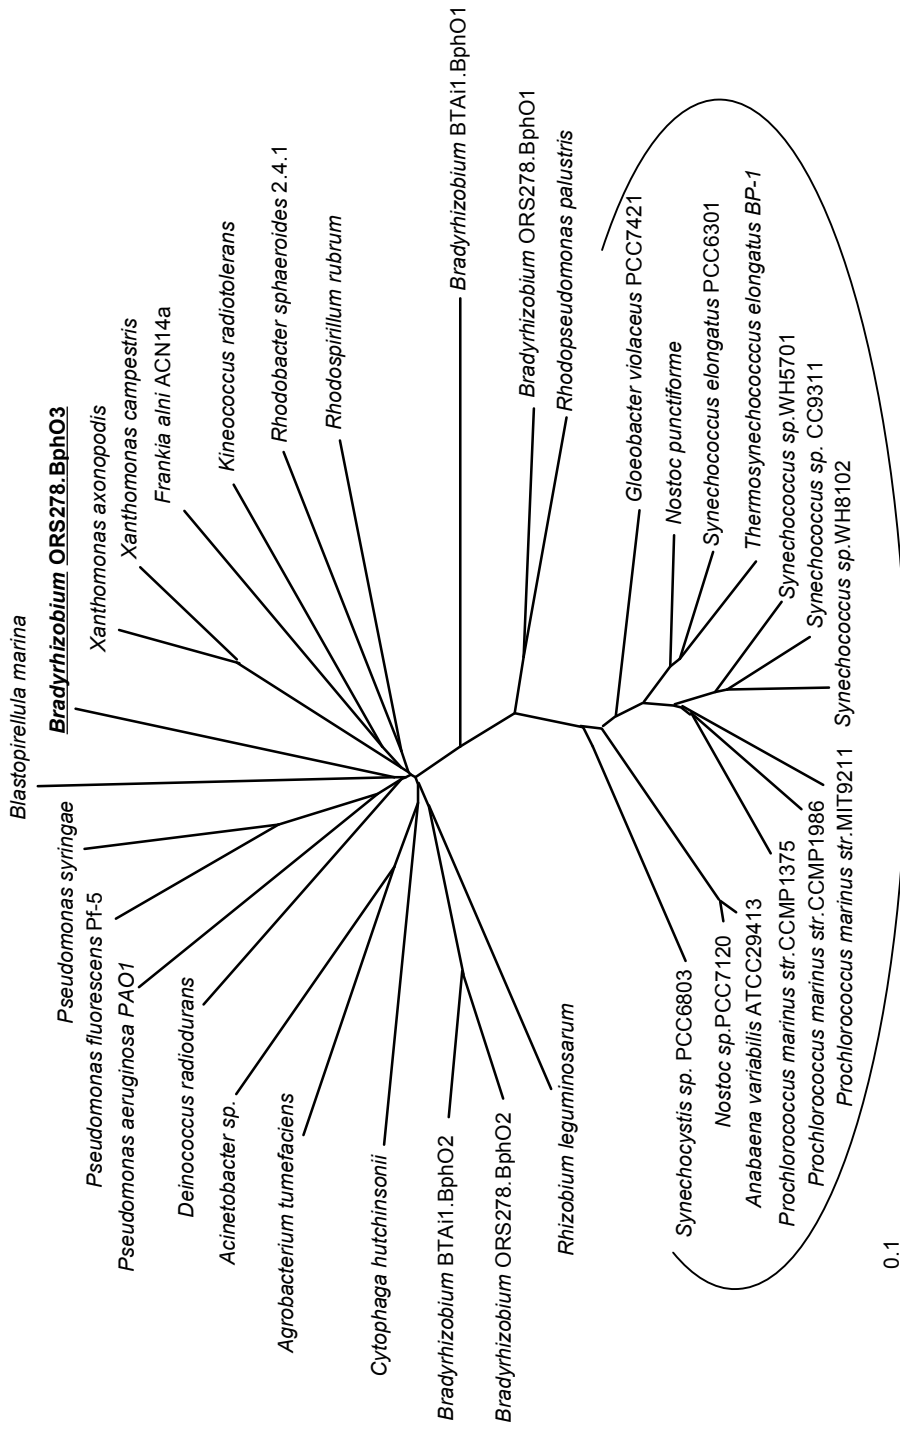 Blastopirellula marina
Bradyrhizobium ORS278.BphO3
Xanthomonas axonopodis
Xanthomonas campestris
Frankia alni ACN14a
Kineococcus radiotolerans
Rhodobacter sphaeroides 2.4.1
Rhodospirillum rubrum
Bradyrhizobium BTAi1.BphO1
Bradyrhizobium ORS278.BphO1
Rhodopseudomonas palustris
Gloeobacter violaceus PCC7421
Nostoc punctiforme
Synechococcus elongatus PCC6301
Thermosynechococcus elongatus BP-1
Synechococcus sp.WH5701
Synechococcus sp. CC9311
Synechococcus sp.WH8102
Prochlorococcus marinus str.MIT9211
Prochlorococcus marinus str.CCMP1986
Prochlorococcus marinus str.CCMP1375
Anabaena variabilis ATCC29413
Nostoc sp.PCC7120
Synechocystis sp. PCC6803
Rhizobium leguminosarum
Bradyrhizobium ORS278.BphO2
Bradyrhizobium BTAi1.BphO2
Cytophaga hutchinsonii
Agrobacterium tumefaciens
Acinetobacter sp.
Deinococcus radiodurans
Pseudomonas aeruginosa PAO1
Pseudomonas fluorescens Pf-5
Pseudomonas syringae
0.1